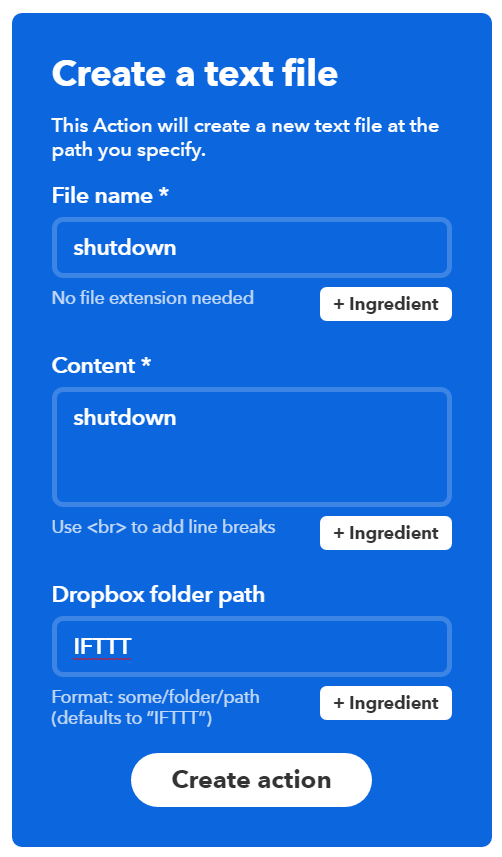 Create a text file
This Action will create a new text file at the
path you specify.
File name *
shutdown
No file extension needed
+ Ingredient
Content *
shutdown
Use <br> to add line breaks
+ Ingredient
Dropbox folder path
IFTTT
Format: some/folder/path
(defaults to “IFTTT”)
+ Ingredient
Create action